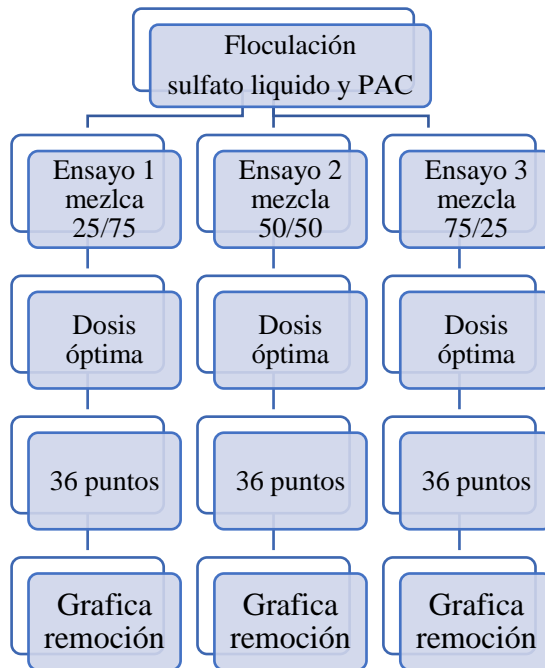 Floculación
sulfato liquido y PAC
Ensayo 1
mezlca
25/75
Ensayo 2
mezcla
50/50
Ensayo 3
mezcla
75/25
Dosis
óptima
Dosis
óptima
Dosis
óptima
36 puntos
36 puntos
36 puntos
Grafica
remoción
Grafica
remoción
Grafica
remoción